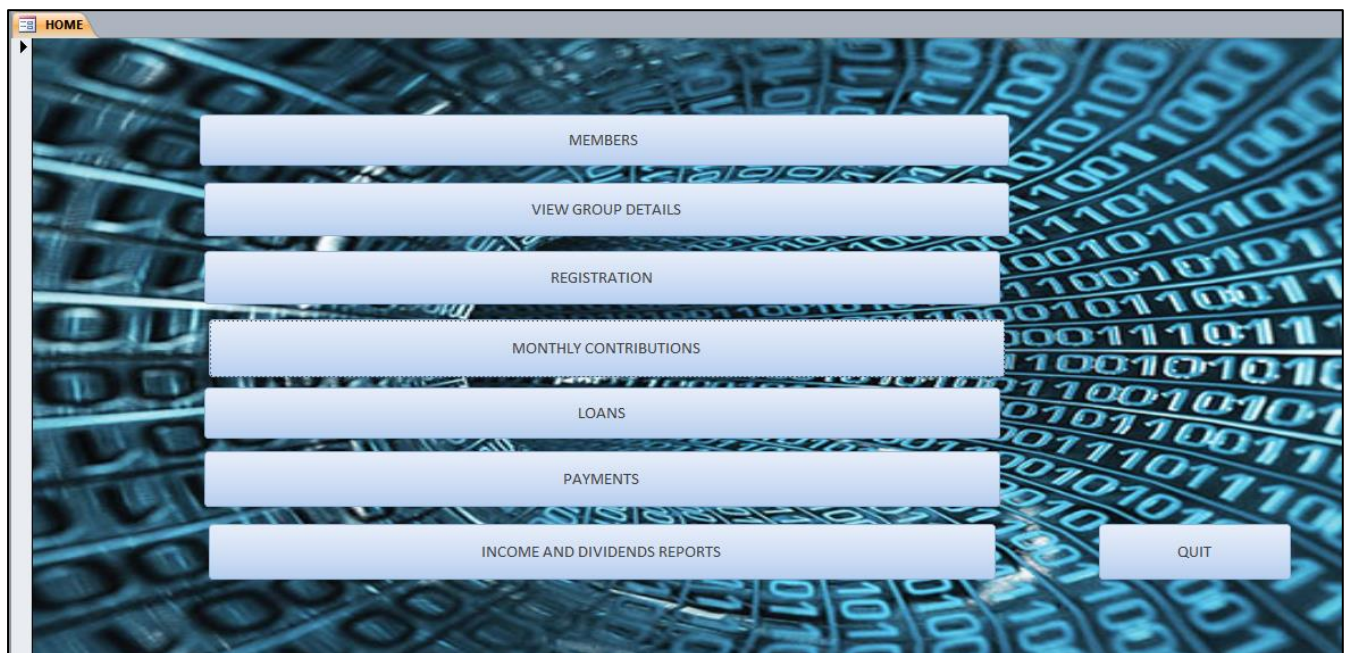 HOME
MEMBERS
VIEW GROUP DETAILS
REGISTRATION
MONTHLY CONTRIBUTIONS
LOANS
PAYMENTS
INCOME AND DIVIDENDS REPORTS
QUIT